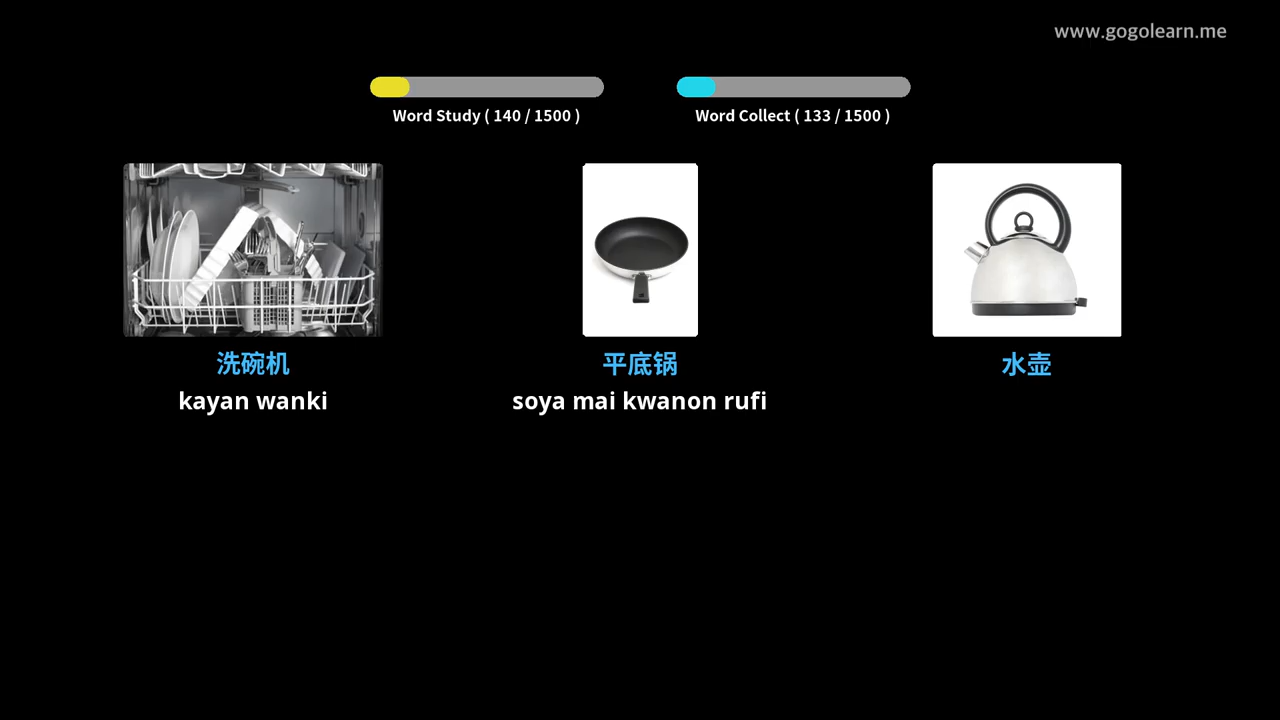 www.gogolearn.me
Word Study ( 140 / 1500 )
Word Collect ( 133 / 1500 )
洗碗机
平底锅
水壶
kayan wanki
soya mai kwanon rufi